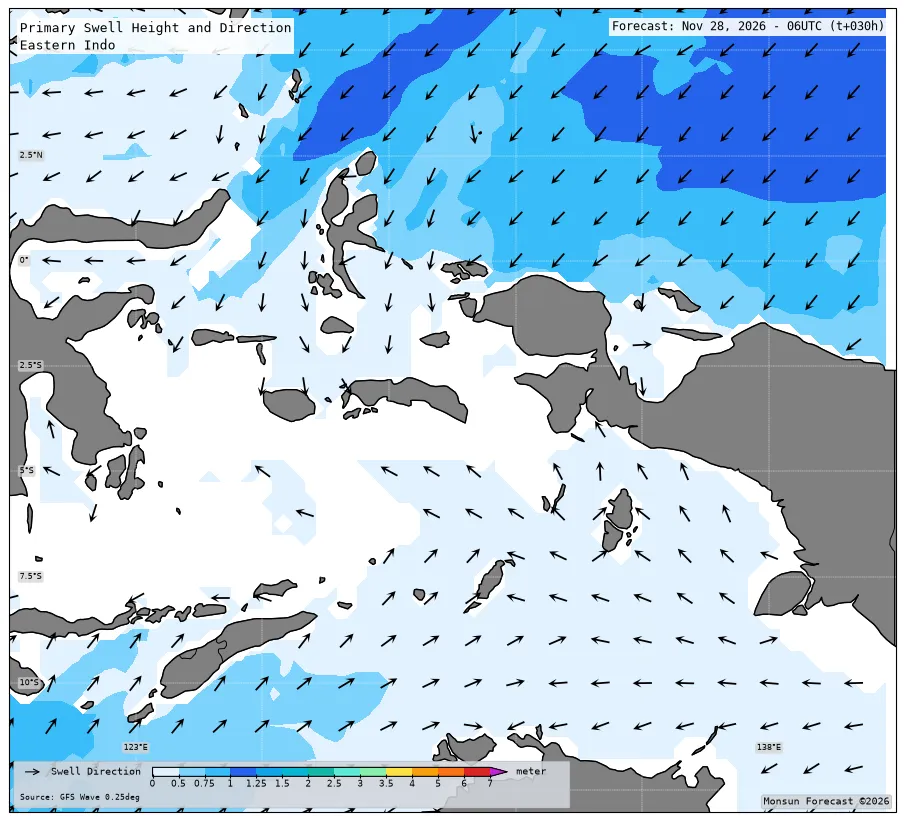 Primary Swell Height and Direction
Eastern Indo
Forecast: Nov 28, 2026 - 06UTC (t+030h)
2.5°N
0°
2.5°S
5°S
7.5°S
10°S
123°E
138°E
Swell Direction
0 0.5 0.75 1 1.25 1.5 2 2.5 3 3.5 4 5 6 7
meter
Source: GFS Wave 0.25deg
Monsun Forecast ©2026